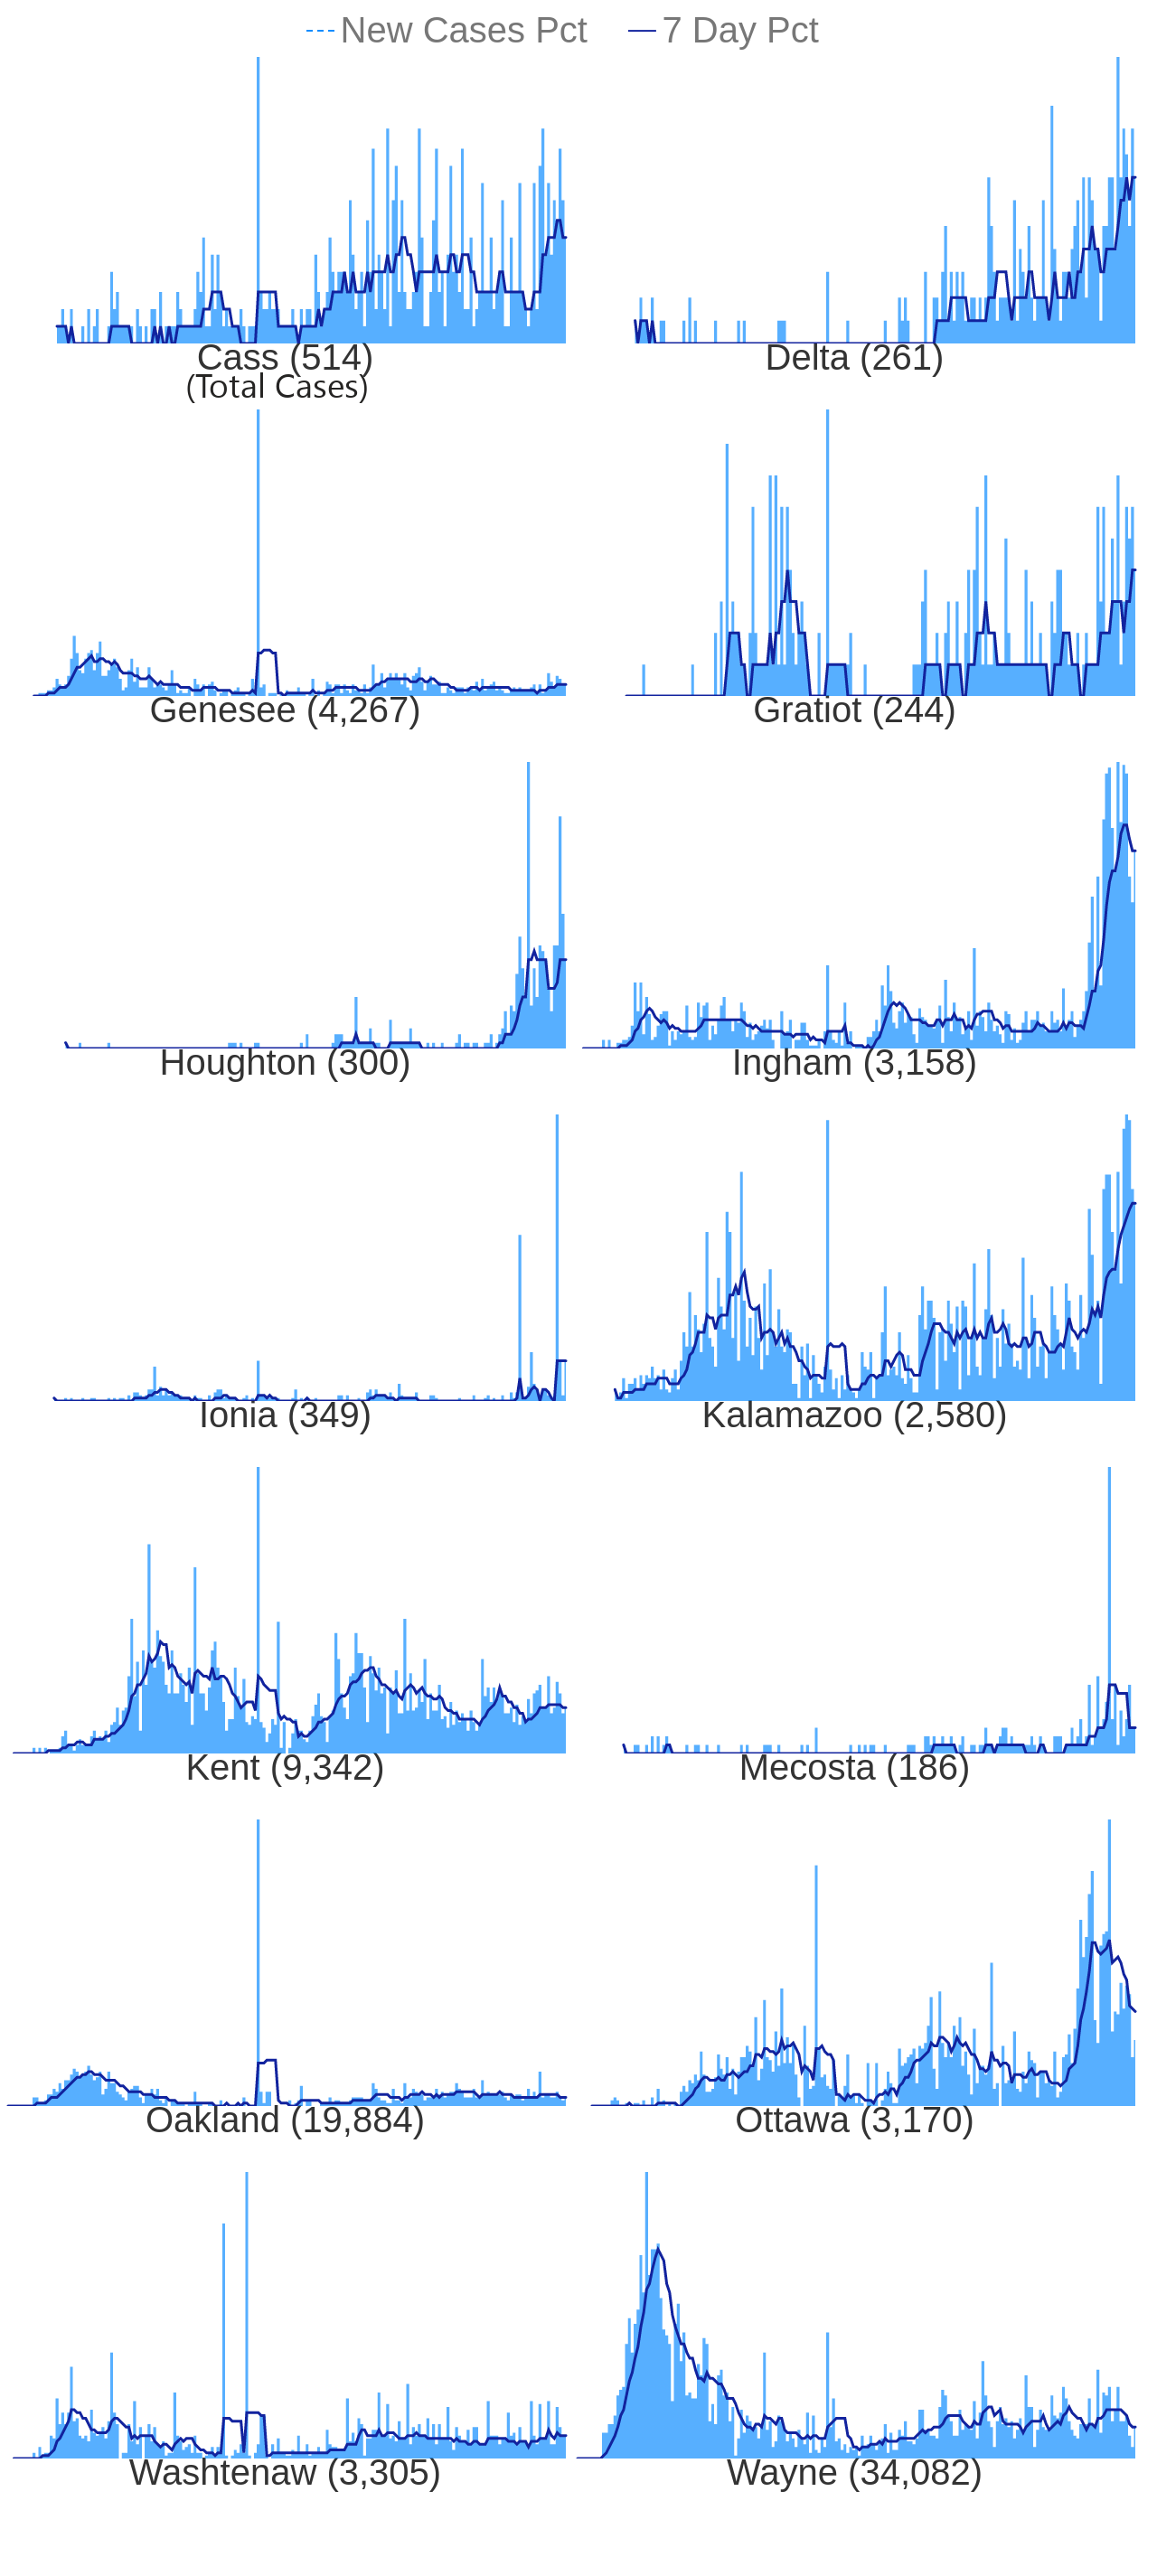 New Cases Pct 7 Day Pct
Cass (514) Delta (261)
(Total Cases)
Genesee (4,267) Gratiot (244)
Houghton (300) Ingham (3,158)
Ionia (349) Kalamazoo (2,580)
Kent (9,342) Mecosta (186)
Oakland (19,884) Ottawa (3,170)
Washtenaw (3,305) Wayne (34,082)